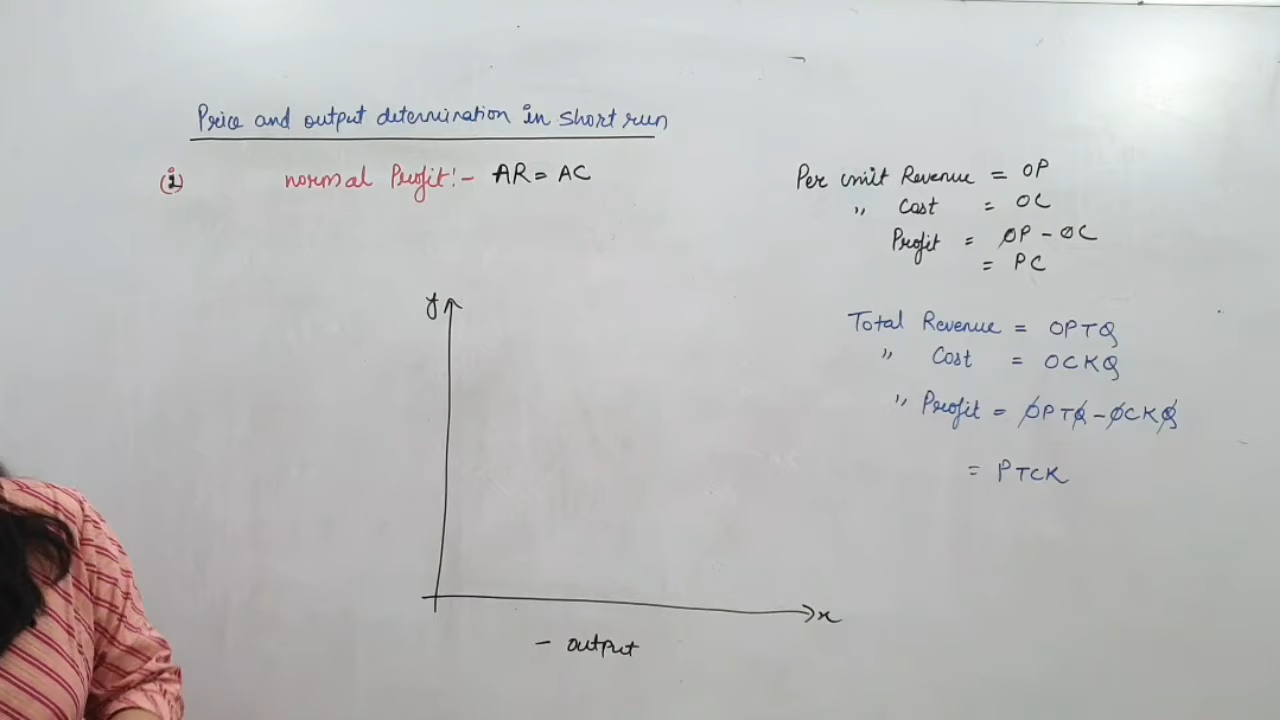 Price and output determination in short run
(i) normal Profit:- AR = AC
Per unit Revenue = OP
" Cost = OC
Profit = OP - OC
= PC
Total Revenue = OPTQ
" Cost = OCKQ
" Profit = OPTQ - OCKQ
= PTCK
y
x
- output